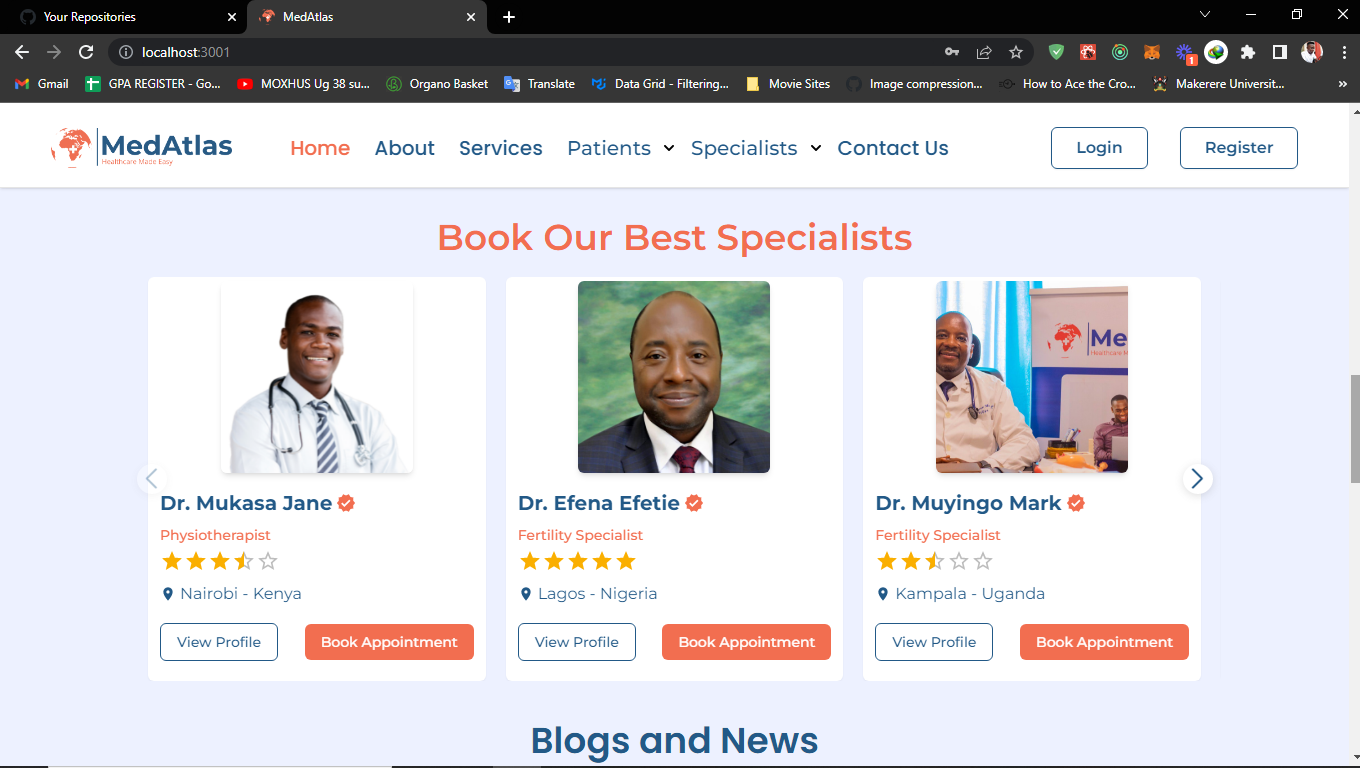 Your Repositories
MedAtlas
localhost:3001
1
Gmail
GPA REGISTER - Go...
MOXHUS Ug 38 su...
Organo Basket
Translate
Data Grid - Filtering...
Movie Sites
Image compression...
How to Ace the Cro...
Makerere Universit...
»
MedAtlas
Healthcare Made Easy
Home
About
Services
Patients
Specialists
Contact Us
Login
Register
Book Our Best Specialists
Me
Healthcare M
Dr. Mukasa Jane
Physiotherapist
Nairobi - Kenya
View Profile
Book Appointment
Dr. Efena Efetie
Fertility Specialist
Lagos - Nigeria
View Profile
Book Appointment
Dr. Muyingo Mark
Fertility Specialist
Kampala - Uganda
View Profile
Book Appointment
Blogs and News